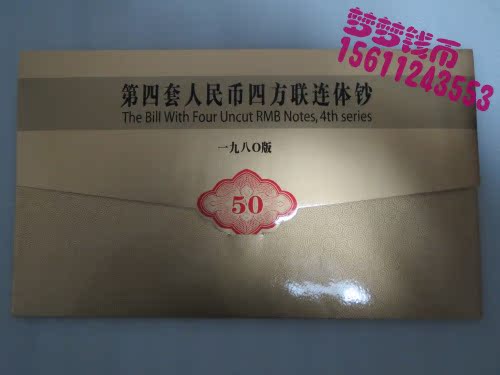 梦梦钱币
15611243553
第四套人民币四方联连体钞
The Bill With Four Uncut RMB Notes, 4th series
一九八〇版
50